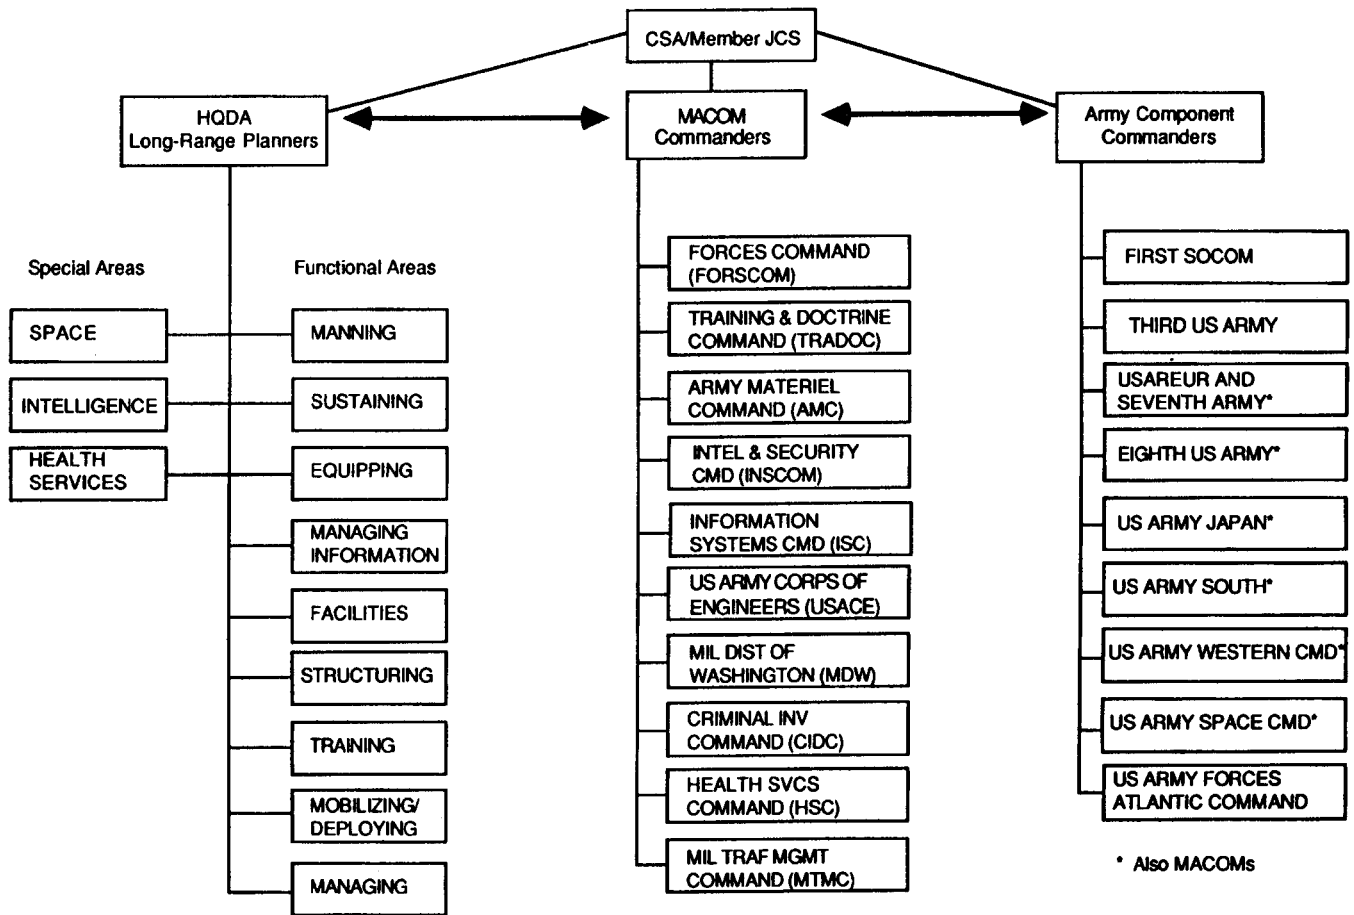 CSA/Member JCS
HQDA
Long-Range Planners
MACOM
Commanders
Army Component
Commanders
Special Areas
SPACE
INTELLIGENCE
HEALTH
SERVICES
Functional Areas
MANNING
SUSTAINING
EQUIPPING
MANAGING
INFORMATION
FACILITIES
STRUCTURING
TRAINING
MOBILIZING/
DEPLOYING
MANAGING
FORCES COMMAND
(FORSCOM)
TRAINING & DOCTRINE
COMMAND (TRADOC)
ARMY MATERIEL
COMMAND (AMC)
INTEL & SECURITY
CMD (INSCOM)
INFORMATION
SYSTEMS CMD (ISC)
US ARMY CORPS OF
ENGINEERS (USACE)
MIL DIST OF
WASHINGTON (MDW)
CRIMINAL INV
COMMAND (CIDC)
HEALTH SVCS
COMMAND (HSC)
MIL TRAF MGMT
COMMAND (MTMC)
FIRST SOCOM
THIRD US ARMY
USAREUR AND
SEVENTH ARMY*
EIGHTH US ARMY*
US ARMY JAPAN*
US ARMY SOUTH*
US ARMY WESTERN CMD*
US ARMY SPACE CMD*
US ARMY FORCES
ATLANTIC COMMAND
* Also MACOMs